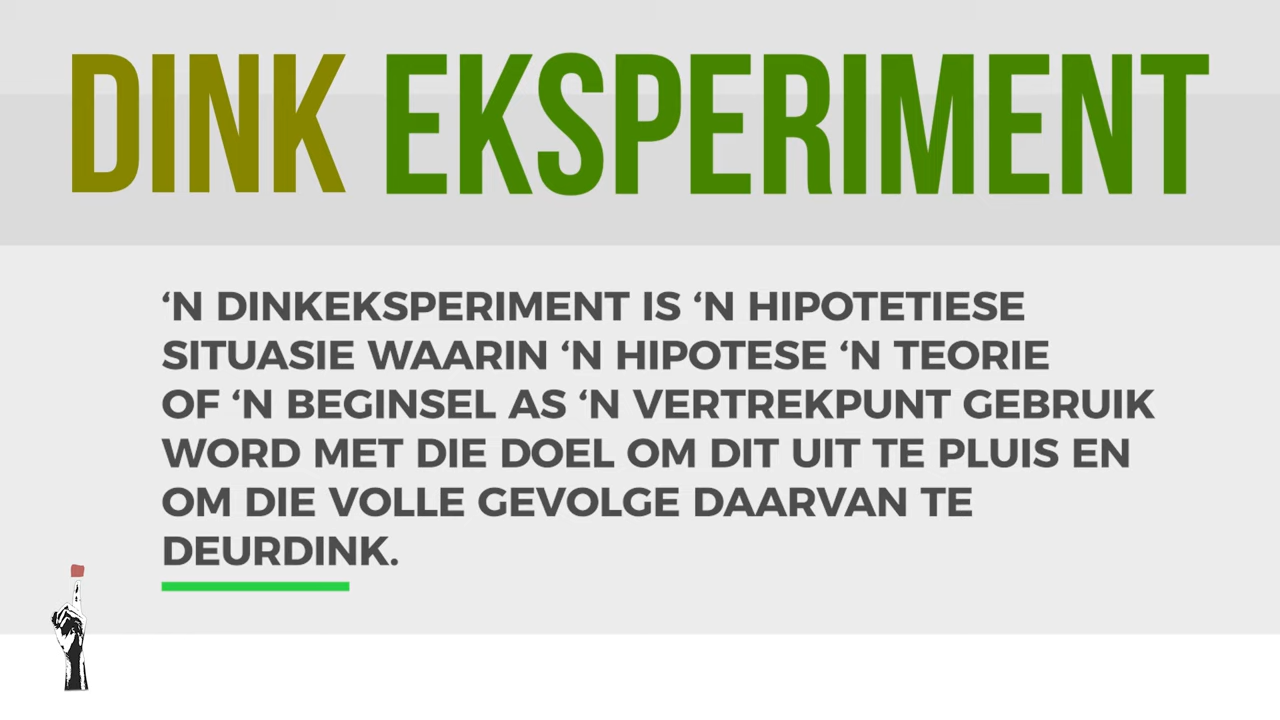 DINK EKSPERIMENT
‘N DINKEKSPERIMENT IS ‘N HIPOTETIESE
SITUASIE WAARIN ‘N HIPOTESE ‘N TEORIE
OF ‘N BEGINSEL AS ‘N VERTREKPUNT GEBRUIK
WORD MET DIE DOEL OM DIT UIT TE PLUIS EN
OM DIE VOLLE GEVOLGE DAARVAN TE
DEURDINK.